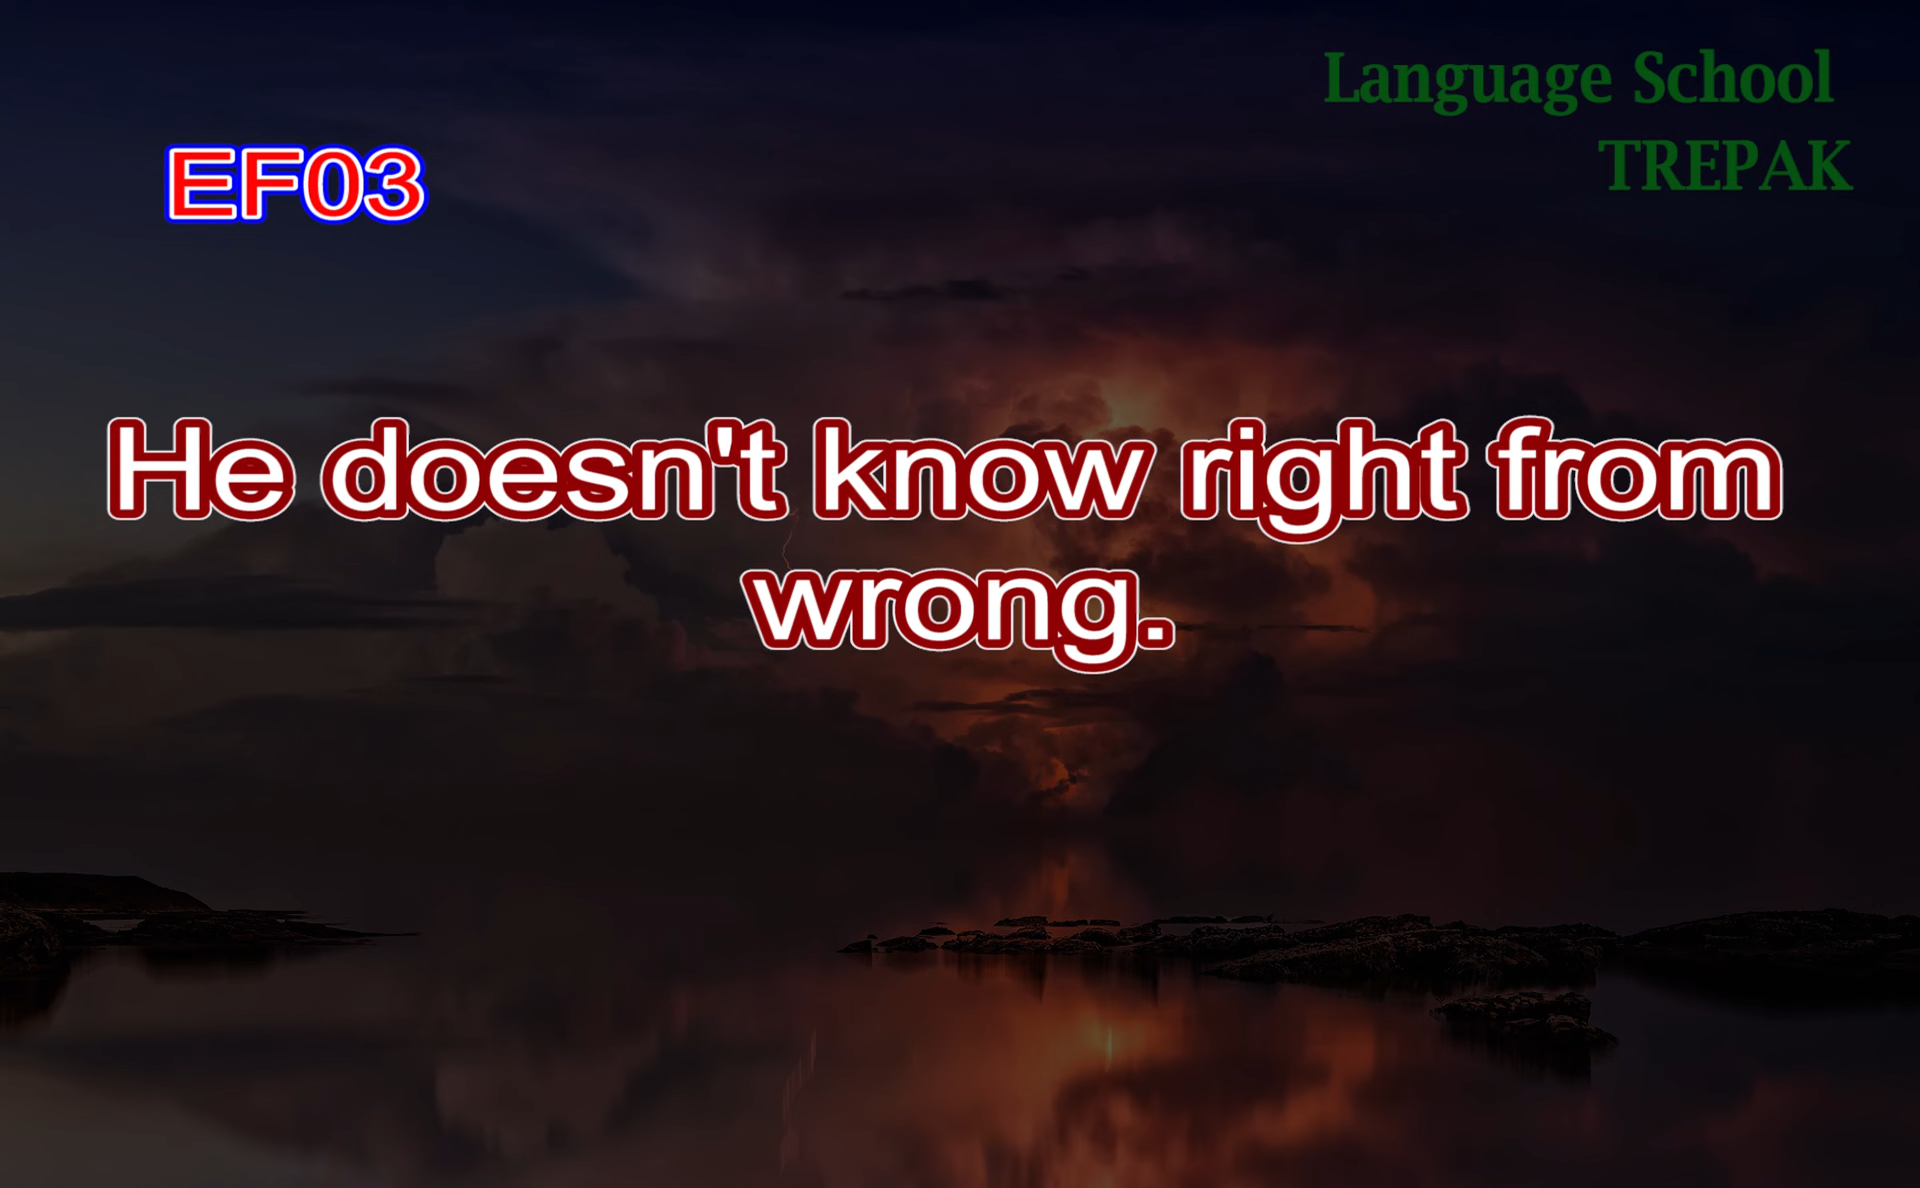 Language School
TREPAK
EF03
He doesn't know right from
wrong.